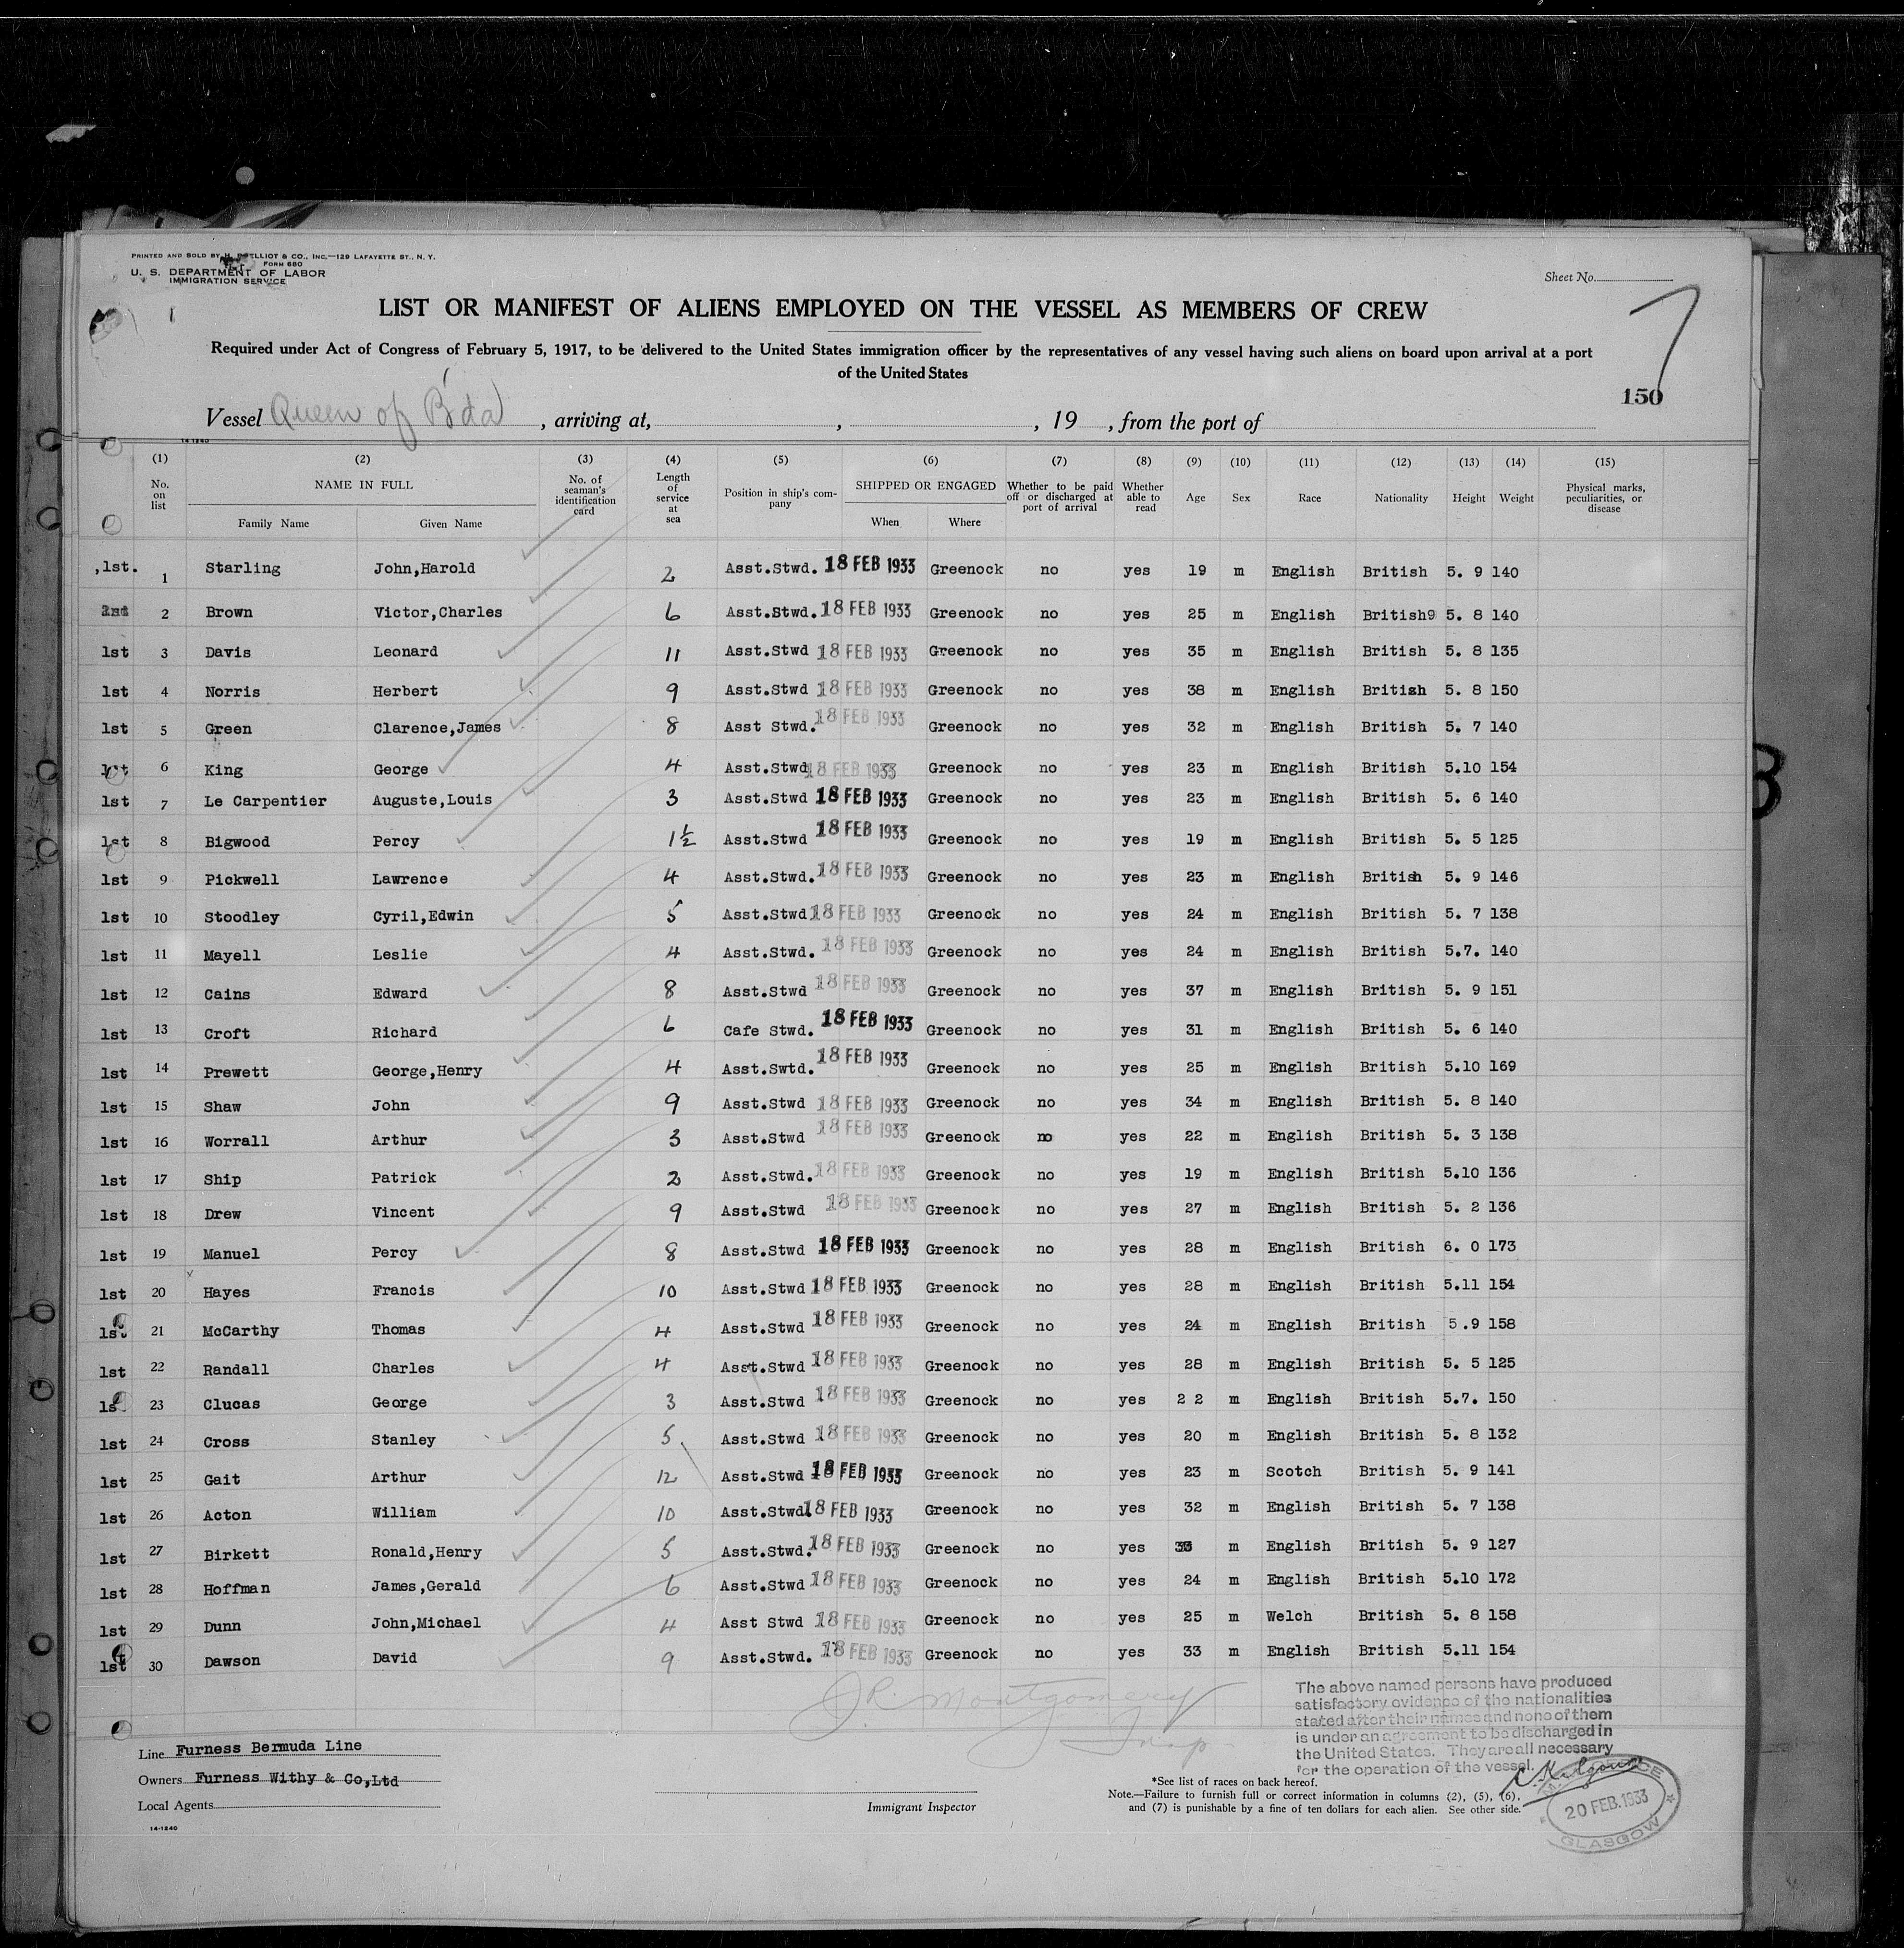 PRINTED AND SOLD BY M. ELLIOT & CO., INC.—129 LAFAYETTE ST., N. Y.
FORM 680
U. S. DEPARTMENT OF LABOR
IMMIGRATION SERVICE
Sheet No.
7
LIST OR MANIFEST OF ALIENS EMPLOYED ON THE VESSEL AS MEMBERS OF CREW
Required under Act of Congress of February 5, 1917, to be delivered to the United States immigration officer by the representatives of any vessel having such aliens on board upon arrival at a port
of the United States
150
Vessel Queen of B'da , arriving at, , , 19 , from the port of
14-1240
(1) No. on list (2) NAME IN FULL Family Name Given Name (3) No. of seaman's identification card (4) Length of service at sea (5) Position in ship's company (6) SHIPPED OR ENGAGED When Where (7) Whether to be paid off or discharged at port of arrival (8) Whether able to read (9) Age (10) Sex (11) Race (12) Nationality (13) Height (14) Weight (15) Physical marks, peculiarities, or disease
,1st. 1 Starling John,Harold 2 Asst.Stwd. 18 FEB 1933 Greenock no yes 19 m English British 5. 9 140
2nd 2 Brown Victor,Charles 6 Asst.Stwd. 18 FEB 1933 Greenock no yes 25 m English British9 5. 8 140
1st 3 Davis Leonard 11 Asst.Stwd 18 FEB 1933 Greenock no yes 35 m English British 5. 8 135
1st 4 Norris Herbert 9 Asst.Stwd 18 FEB 1933 Greenock no yes 38 m English British 5. 8 150
1st 5 Green Clarence,James 8 Asst Stwd. 18 FEB 1933 Greenock no yes 32 m English British 5. 7 140
1st 6 King George 4 Asst.Stwd. 18 FEB 1933 Greenock no yes 23 m English British 5.10 154
1st 7 Le Carpentier Auguste,Louis 3 Asst.Stwd 18 FEB 1933 Greenock no yes 23 m English British 5. 6 140
1st 8 Bigwood Percy 1½ Asst.Stwd 18 FEB 1933 Greenock no yes 19 m English British 5. 5 125
1st 9 Pickwell Lawrence 4 Asst.Stwd. 18 FEB 1933 Greenock no yes 23 m English British 5. 9 146
1st 10 Stoodley Cyril,Edwin 5 Asst.Stwd 18 FEB 1933 Greenock no yes 24 m English British 5. 7 138
1st 11 Mayell Leslie 4 Asst.Stwd. 18 FEB 1933 Greenock no yes 24 m English British 5.7. 140
1st 12 Cains Edward 8 Asst.Stwd 18 FEB 1933 Greenock no yes 37 m English British 5. 9 151
1st 13 Croft Richard 6 Cafe Stwd. 18 FEB 1933 Greenock no yes 31 m English British 5. 6 140
1st 14 Prewett George,Henry 4 Asst.Swtd. 18 FEB 1933 Greenock no yes 25 m English British 5.10 169
1st 15 Shaw John 9 Asst.Stwd 18 FEB 1933 Greenock no yes 34 m English British 5. 8 140
1st 16 Worrall Arthur 3 Asst.Stwd 18 FEB 1933 Greenock no yes 22 m English British 5. 3 138
1st 17 Ship Patrick 2 Asst.Stwd. 18 FEB 1933 Greenock no yes 19 m English British 5.10 136
1st 18 Drew Vincent 9 Asst.Stwd 18 FEB 1933 Greenock no yes 27 m English British 5. 2 136
1st 19 Manuel Percy 8 Asst.Stwd 18 FEB 1933 Greenock no yes 28 m English British 6. 0 173
1st 20 Hayes Francis 10 Asst.Stwd 18 FEB 1933 Greenock no yes 28 m English British 5.11 154
1st 21 McCarthy Thomas 4 Asst.Stwd 18 FEB 1933 Greenock no yes 24 m English British 5 .9 158
1st 22 Randall Charles 4 Asst.Stwd 18 FEB 1933 Greenock no yes 28 m English British 5. 5 125
1s 23 Clucas George 3 Asst.Stwd 18 FEB 1933 Greenock no yes 2 2 m English British 5.7. 150
1st 24 Cross Stanley 5 Asst.Stwd 18 FEB 1933 Greenock no yes 20 m English British 5. 8 132
1st 25 Gait Arthur 12 Asst.Stwd 18 FEB 1933 Greenock no yes 23 m Scotch British 5. 9 141
1st 26 Acton William 10 Asst.Stwd. 18 FEB 1933 Greenock no yes 32 m English British 5. 7 138
1st 27 Birkett Ronald,Henry 5 Asst.Stwd. 18 FEB 1933 Greenock no yes m English British 5. 9 127
1st 28 Hoffman James,Gerald 6 Asst.Stwd 18 FEB 1933 Greenock no yes 24 m English British 5.10 172
1st 29 Dunn John,Michael 4 Asst Stwd 18 FEB 1933 Greenock no yes 25 m Welch British 5. 8 158
1st 30 Dawson David 9 Asst.Stwd. 18 FEB 1933 Greenock no yes 33 m English British 5.11 154
J.R. Montgomery
Insp.
The above named persons have produced
satisfactory evidence of the nationalities
stated after their names and none of them
is under an agreement to be discharged in
the United States. They are all necessary
for the operation of the vessel.
Line Furness Bermuda Line
Owners Furness Withy & Co,Ltd
Local Agents
14-1240
Immigrant Inspector
*See list of races on back hereof.
Note.—Failure to furnish full or correct information in columns (2), (5), (6),
and (7) is punishable by a fine of ten dollars for each alien. See other side.
20 FEB. 1933
GLASGOW